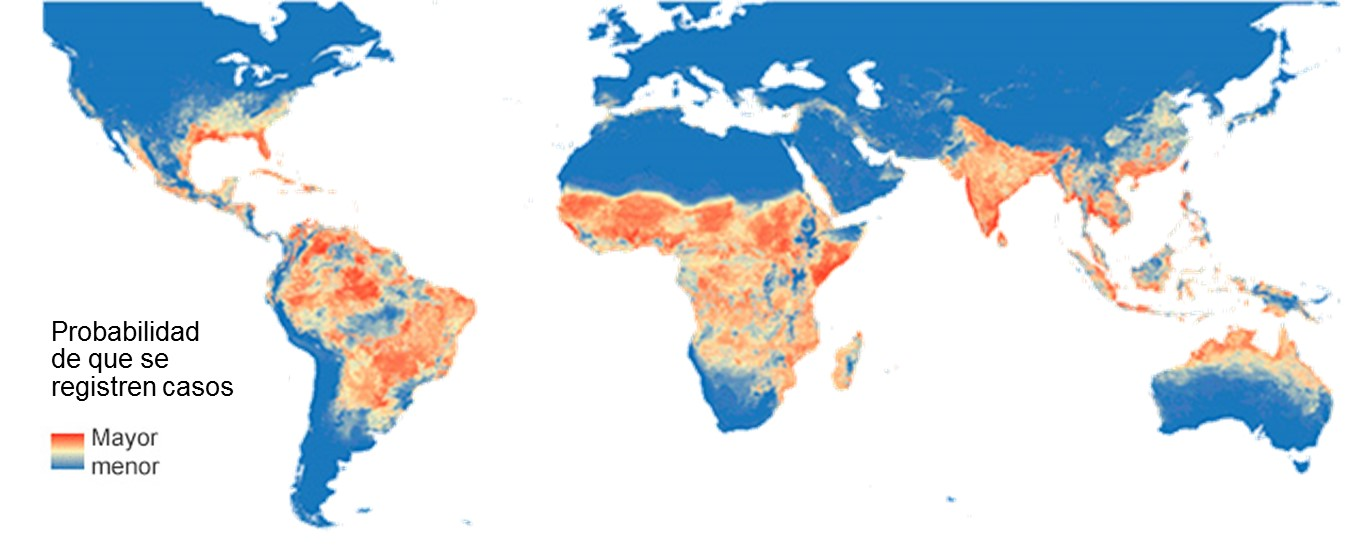 Probabilidad
de que se
registren casos
Mayor
menor